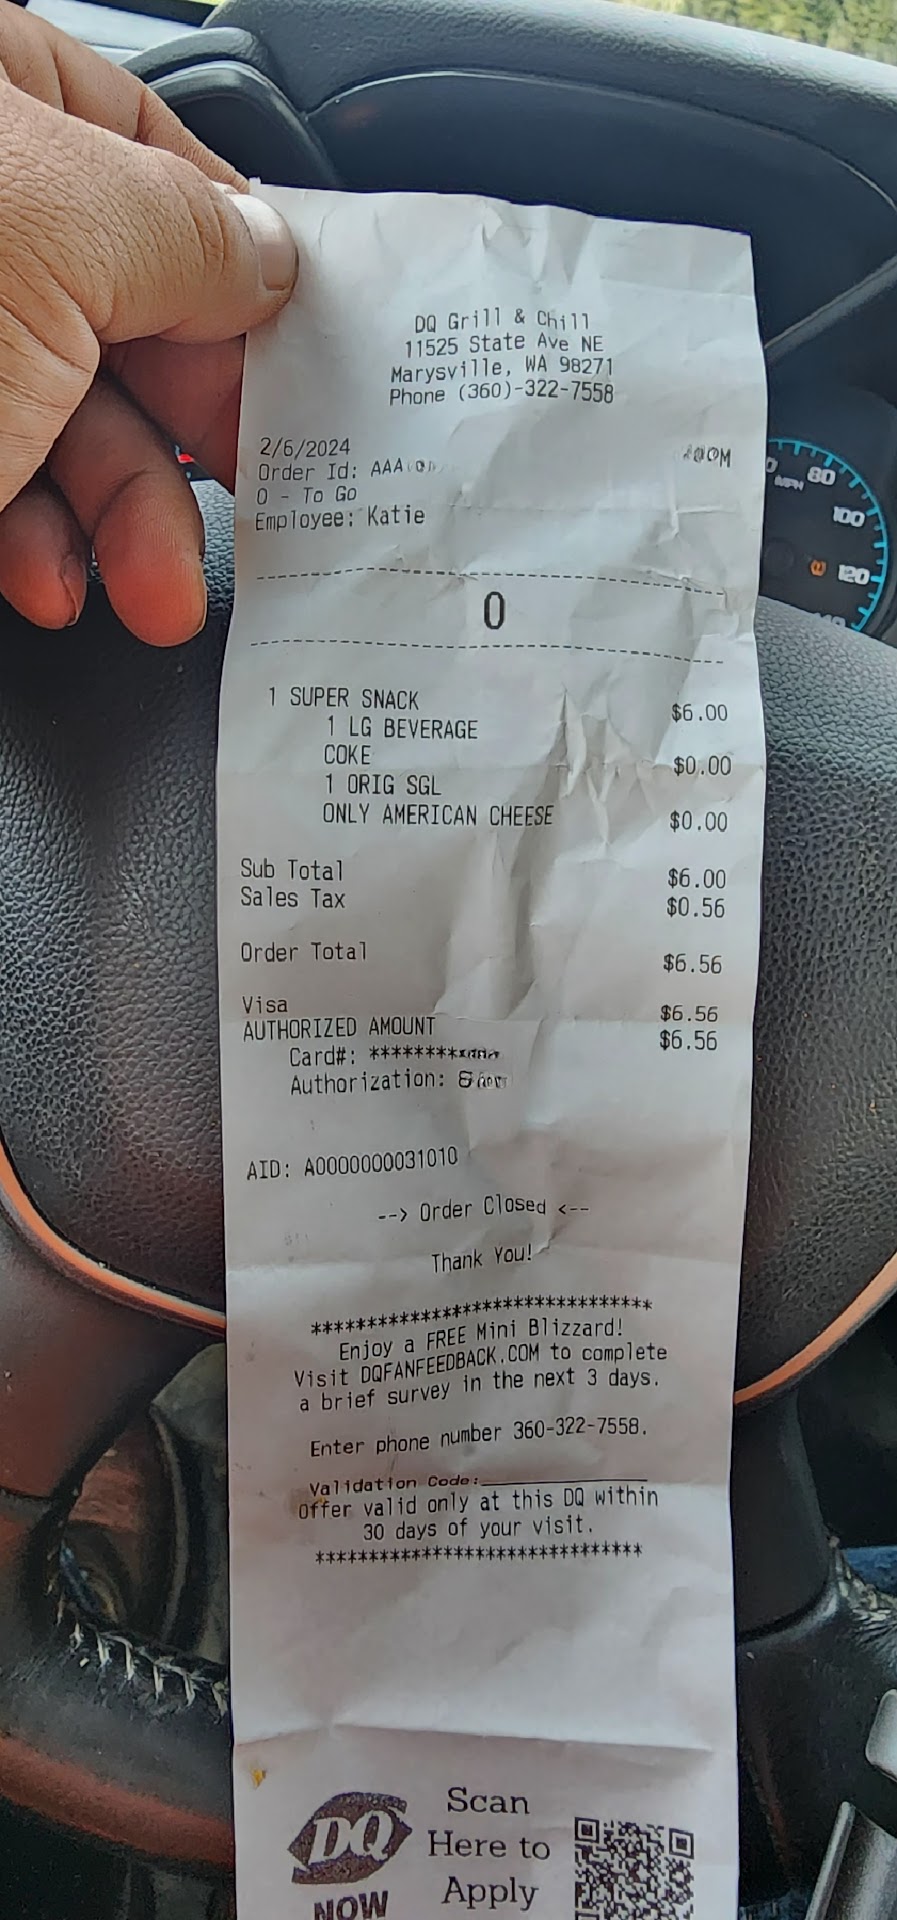 DQ Grill & Chill
11525 State Ave NE
Marysville, WA 98271
Phone (360)-322-7558
2/6/2024
Order Id:
0 - To Go
Employee: Katie
0
1 SUPER SNACK $6.00
1 LG BEVERAGE
COKE $0.00
1 ORIG SGL
ONLY AMERICAN CHEESE $0.00
Sub Total $6.00
Sales Tax $0.56
Order Total $6.56
Visa $6.56
AUTHORIZED AMOUNT $6.56
Card#:
Authorization:
AID: A0000000031010
--> Order Closed <--
Thank You!
********************************
Enjoy a FREE Mini Blizzard!
Visit DQFANFEEDBACK.COM to complete
a brief survey in the next 3 days.
Enter phone number 360-322-7558.
Validation Code:_______________
Offer valid only at this DQ within
30 days of your visit.
********************************
Scan
Here to
Apply
DQ
NOW
80
MPH
100
120